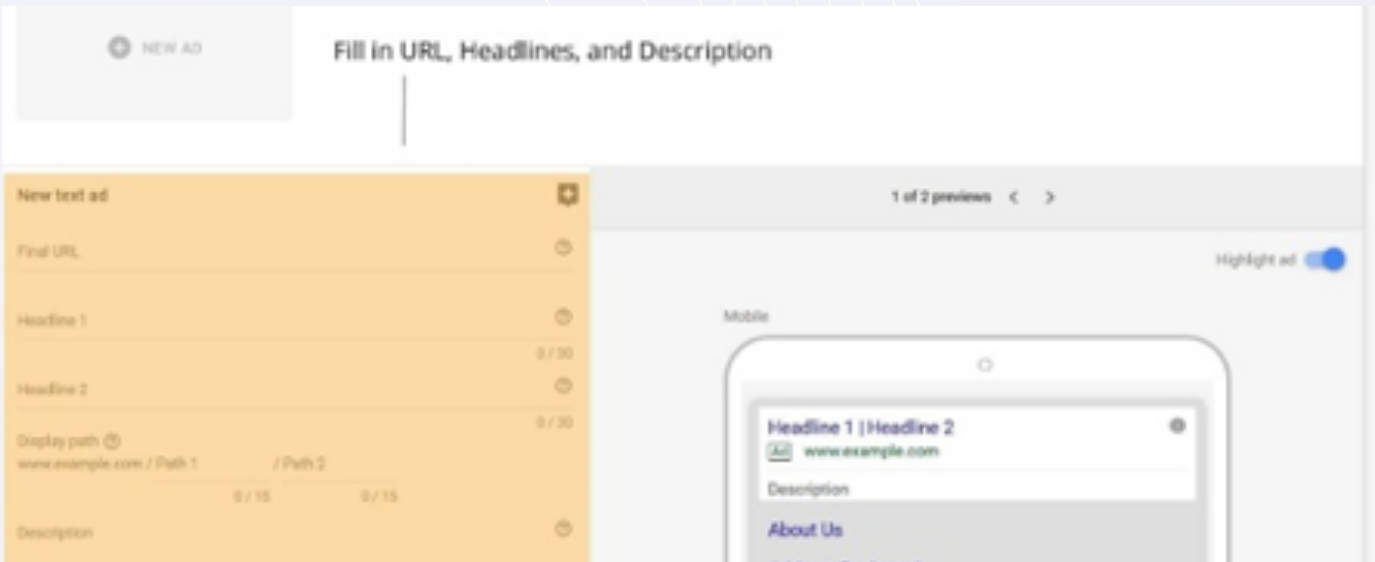 NEW AD
Fill in URL, Headlines, and Description
New text ad
Final URL
Headline 1
0 / 30
Headline 2
0 / 30
Display path
www.example.com / Path 1 / Path 2
0 / 15 0 / 15
Description
1 of 2 previews < >
Highlight ad
Mobile
Headline 1 | Headline 2
Ad www.example.com
Description
About Us